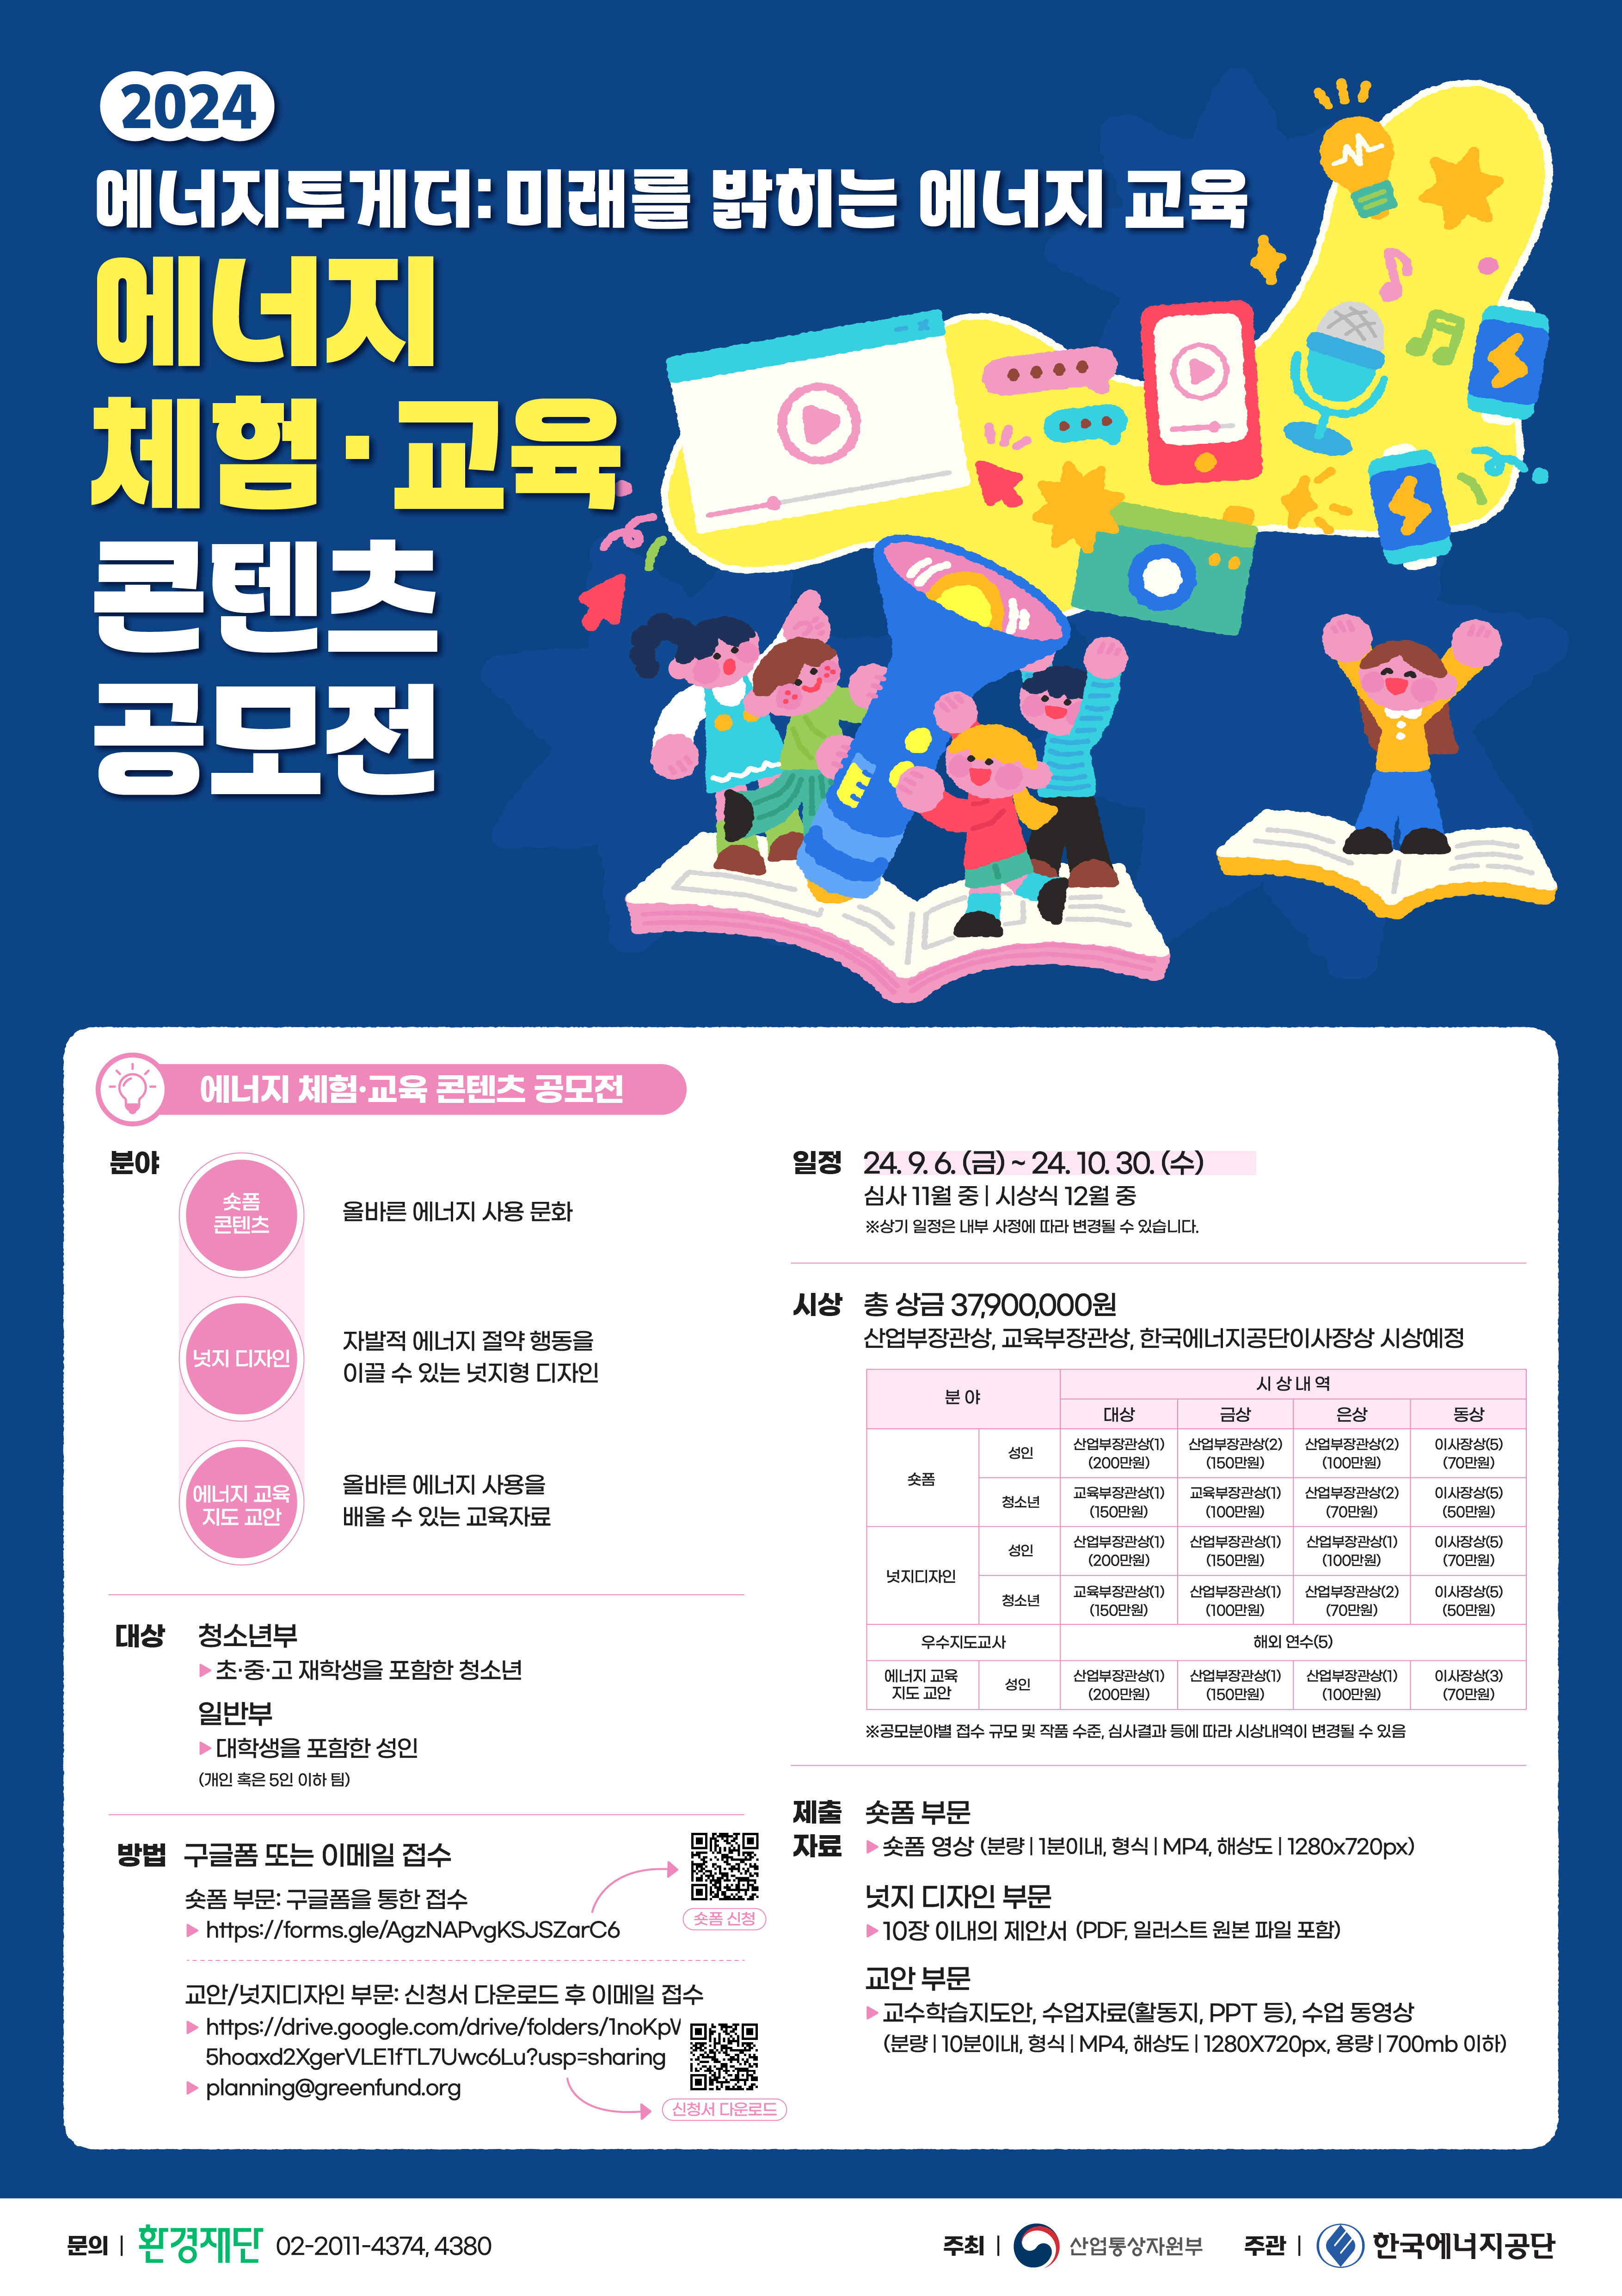 2024
에너지투게더: 미래를 밝히는 에너지 교육
에너지
체험·교육
콘텐츠
공모전
에너지 체험·교육 콘텐츠 공모전
분야
숏폼
콘텐츠
올바른 에너지 사용 문화
넛지 디자인
자발적 에너지 절약 행동을
이끌 수 있는 넛지형 디자인
에너지 교육
지도 교안
올바른 에너지 사용을
배울 수 있는 교육자료
대상 청소년부
▶초·중·고 재학생을 포함한 청소년
일반부
▶대학생을 포함한 성인
(개인 혹은 5인 이하 팀)
방법 구글폼 또는 이메일 접수
숏폼 부문: 구글폼을 통한 접수
▶ https://forms.gle/AgzNAPvgKSJSZarC6
숏폼 신청
교안/넛지디자인 부문: 신청서 다운로드 후 이메일 접수
▶ https://drive.google.com/drive/folders/1noKpV
5hoaxd2XgerVLE1fTL7Uwc6Lu?usp=sharing
▶ planning@greenfund.org
신청서 다운로드
일정 24. 9. 6. (금) ~ 24. 10. 30. (수)
심사 11월 중 | 시상식 12월 중
※상기 일정은 내부 사정에 따라 변경될 수 있습니다.
시상 총 상금 37,900,000원
산업부장관상, 교육부장관상, 한국에너지공단이사장상 시상예정
분 야 시 상 내 역
대상 금상 은상 동상
숏폼 성인 산업부장관상(1) 산업부장관상(2) 산업부장관상(2) 이사장상(5)
(200만원) (150만원) (100만원) (70만원)
청소년 교육부장관상(1) 교육부장관상(1) 산업부장관상(2) 이사장상(5)
(150만원) (100만원) (70만원) (50만원)
넛지디자인 성인 산업부장관상(1) 산업부장관상(1) 산업부장관상(1) 이사장상(5)
(200만원) (150만원) (100만원) (70만원)
청소년 교육부장관상(1) 산업부장관상(1) 산업부장관상(2) 이사장상(5)
(150만원) (100만원) (70만원) (50만원)
우수지도교사 해외 연수(5)
에너지 교육
지도 교안 성인 산업부장관상(1) 산업부장관상(1) 산업부장관상(1) 이사장상(3)
(200만원) (150만원) (100만원) (70만원)
※공모분야별 접수 규모 및 작품 수준, 심사결과 등에 따라 시상내역이 변경될 수 있음
제출
자료
숏폼 부문
▶숏폼 영상 (분량 | 1분이내, 형식 | MP4, 해상도 | 1280x720px)
넛지 디자인 부문
▶10장 이내의 제안서 (PDF, 일러스트 원본 파일 포함)
교안 부문
▶교수학습지도안, 수업자료(활동지, PPT 등), 수업 동영상
(분량 | 10분이내, 형식 | MP4, 해상도 | 1280X720px, 용량 | 700mb 이하)
문의 | 환경재단 02-2011-4374, 4380
주최 | 산업통상자원부 주관 | 한국에너지공단